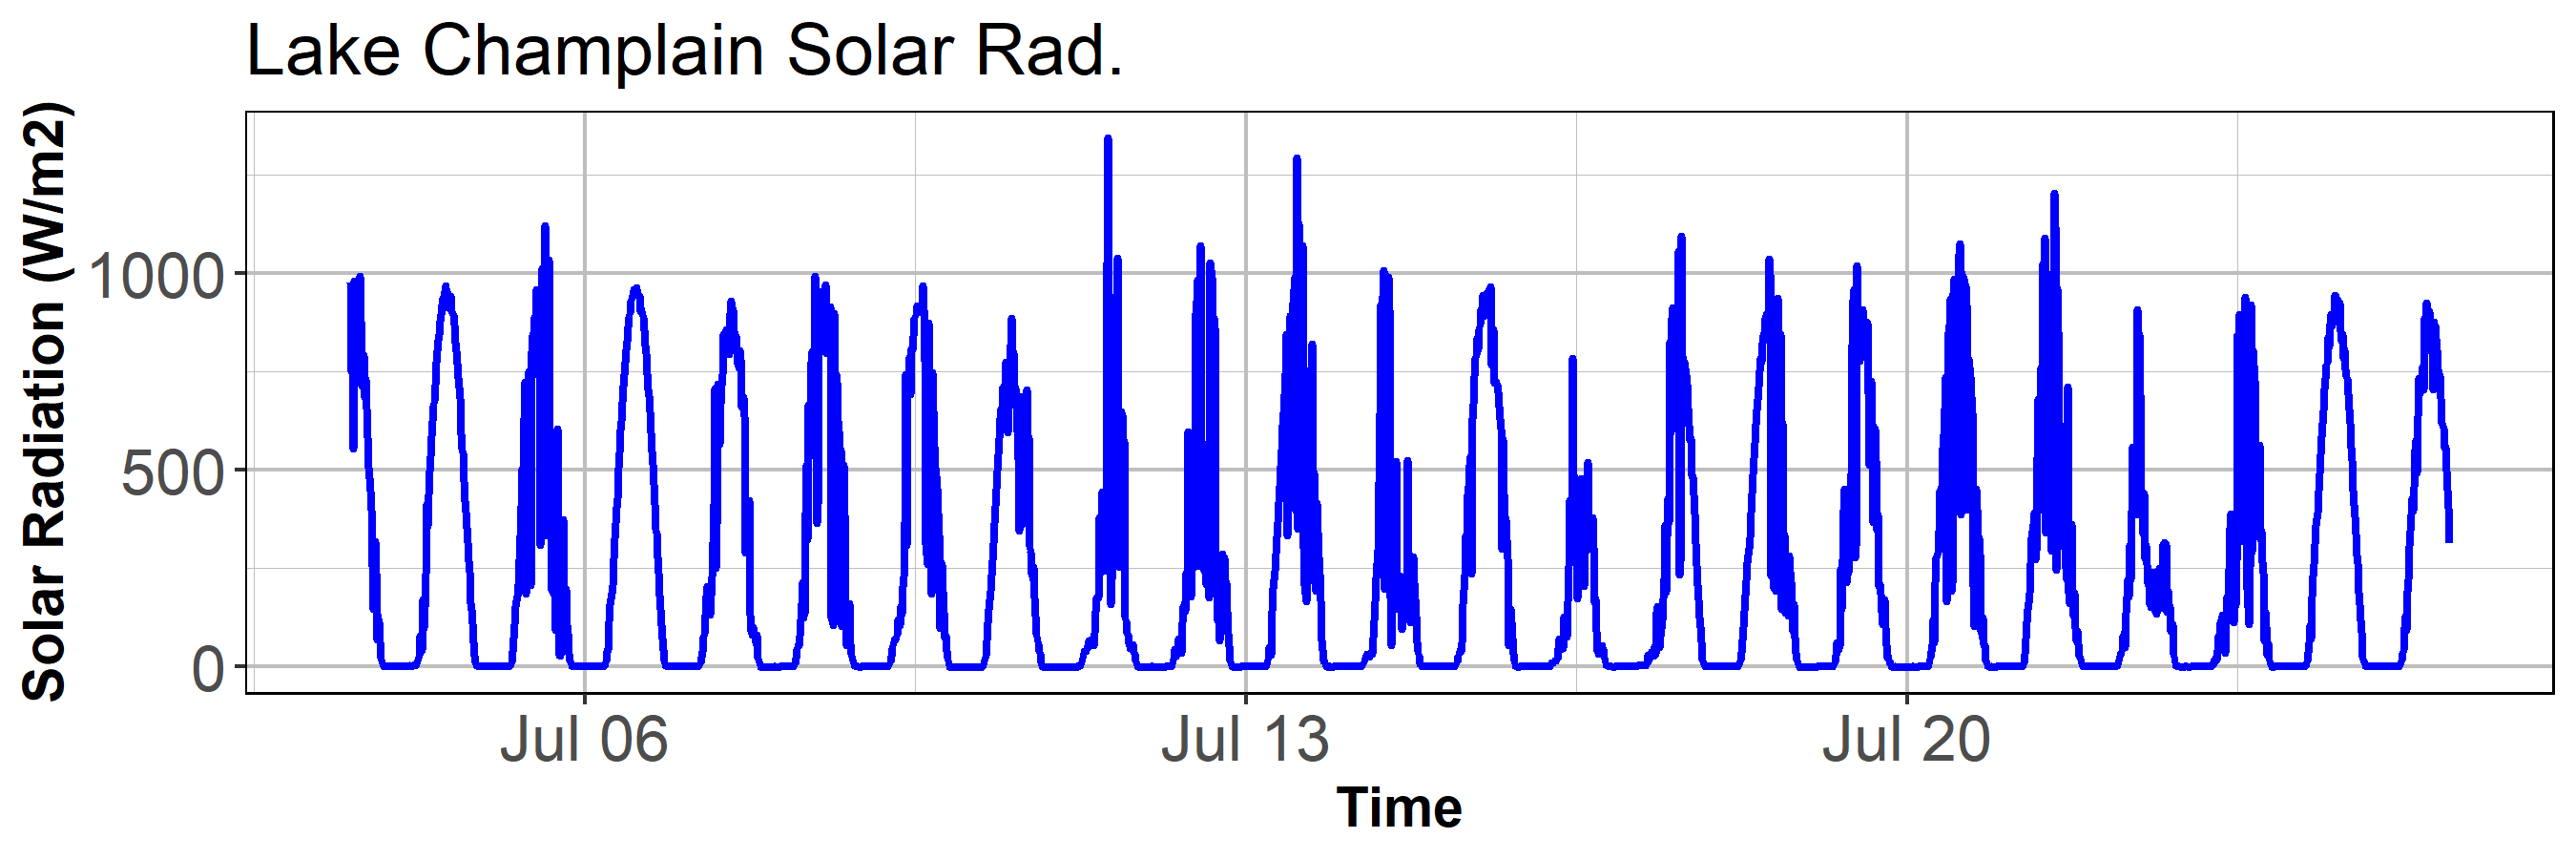 Lake Champlain Solar Rad.
Solar Radiation (W/m2)
1000
500
0
Jul 06 Jul 13 Jul 20
Time